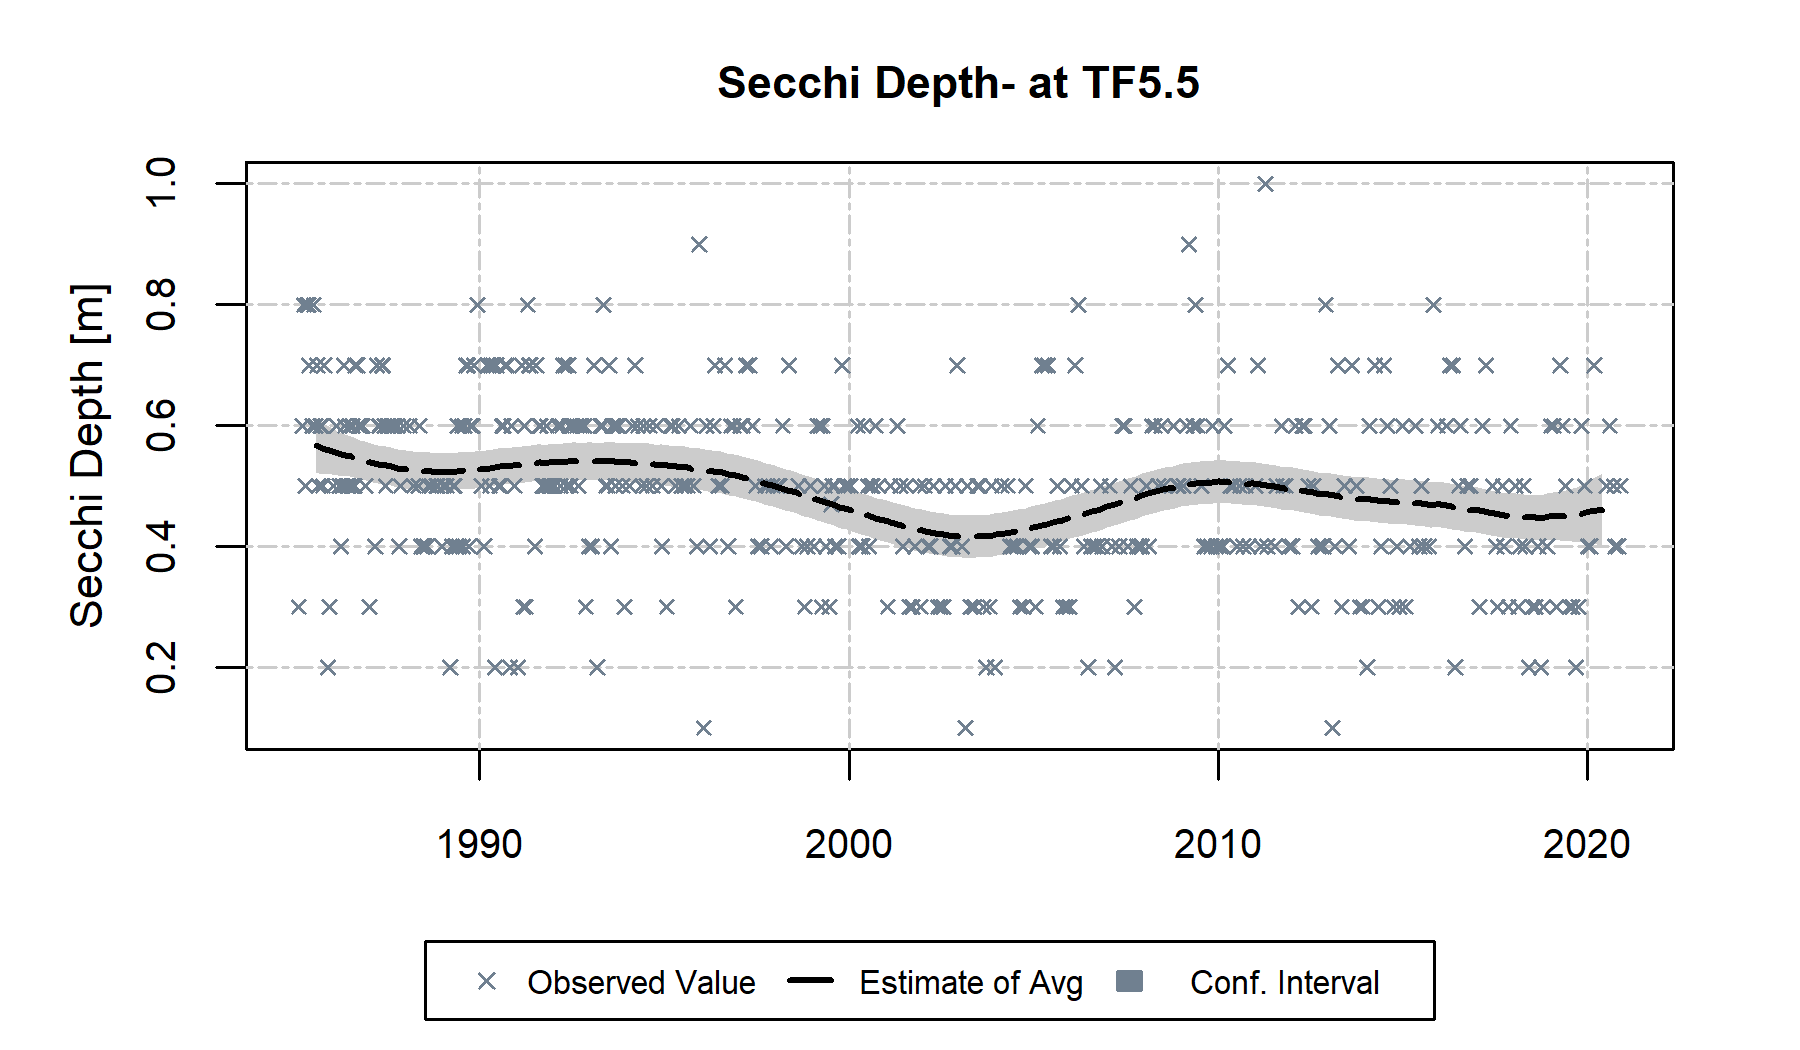 Secchi Depth- at TF5.5
Secchi Depth [m]
1.0
0.8
0.6
0.4
0.2
1990 2000 2010 2020
Observed Value Estimate of Avg Conf. Interval